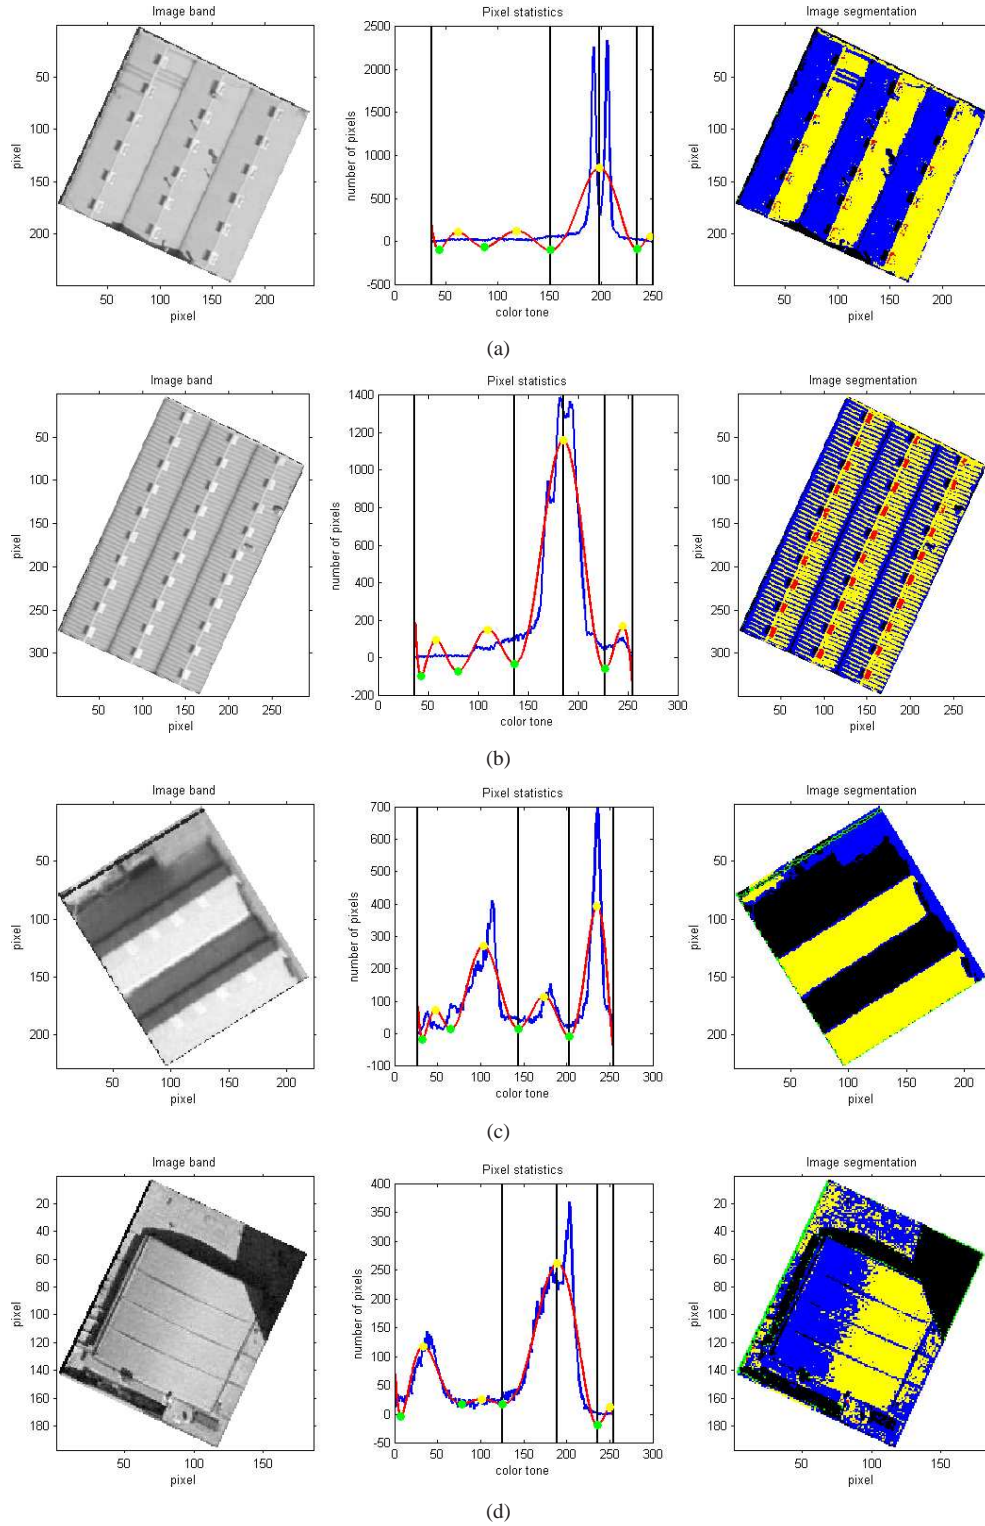 Image band Pixel statistics Image segmentation
2500
2000
1500
1000
500
0
-500
number of pixels
0 50 100 150 200 250
color tone
50
100
150
200
pixel
50 100 150 200
pixel
50
100
150
200
pixel
50 100 150 200
pixel
(a)
Image band Pixel statistics Image segmentation
50
100
150
200
250
300
pixel
50 100 150 200 250
pixel
1400
1200
1000
800
600
400
200
0
-200
number of pixels
0 50 100 150 200 250 300
color tone
50
100
150
200
250
300
pixel
50 100 150 200 250
pixel
(b)
Image band Pixel statistics Image segmentation
50
100
150
200
pixel
50 100 150 200
pixel
700
600
500
400
300
200
100
0
-100
number of pixels
0 50 100 150 200 250 300
color tone
50
100
150
200
pixel
50 100 150 200
pixel
(c)
Image band Pixel statistics Image segmentation
20
40
60
80
100
120
140
160
180
pixel
50 100 150
pixel
400
350
300
250
200
150
100
50
0
-50
number of pixels
0 50 100 150 200 250 300
color tone
20
40
60
80
100
120
140
160
180
pixel
50 100 150
pixel
(d)